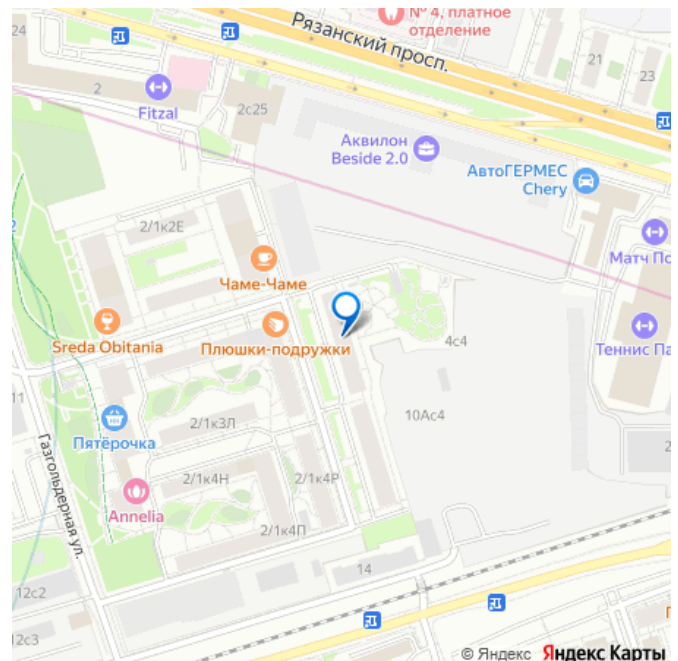 № 4, платное
отделение
Рязанский просп.
21
23
2
Fitzal
2с25
Аквилон
Beside 2.0
АвтоГЕРМЕС
Chery
2/1к2Е
2
Матч По
Чаме-Чаме
Sreda Obitania
Плюшки-подружки
4с4
Теннис Па
11
Пятёрочка
2/1к3Л
10Ас4
Газгольдерная ул.
2/1к4Н
2/1к4Р
2
Annelia
2/1к4П
14
12с2
12с3
П
© Яндекс Яндекс Карты